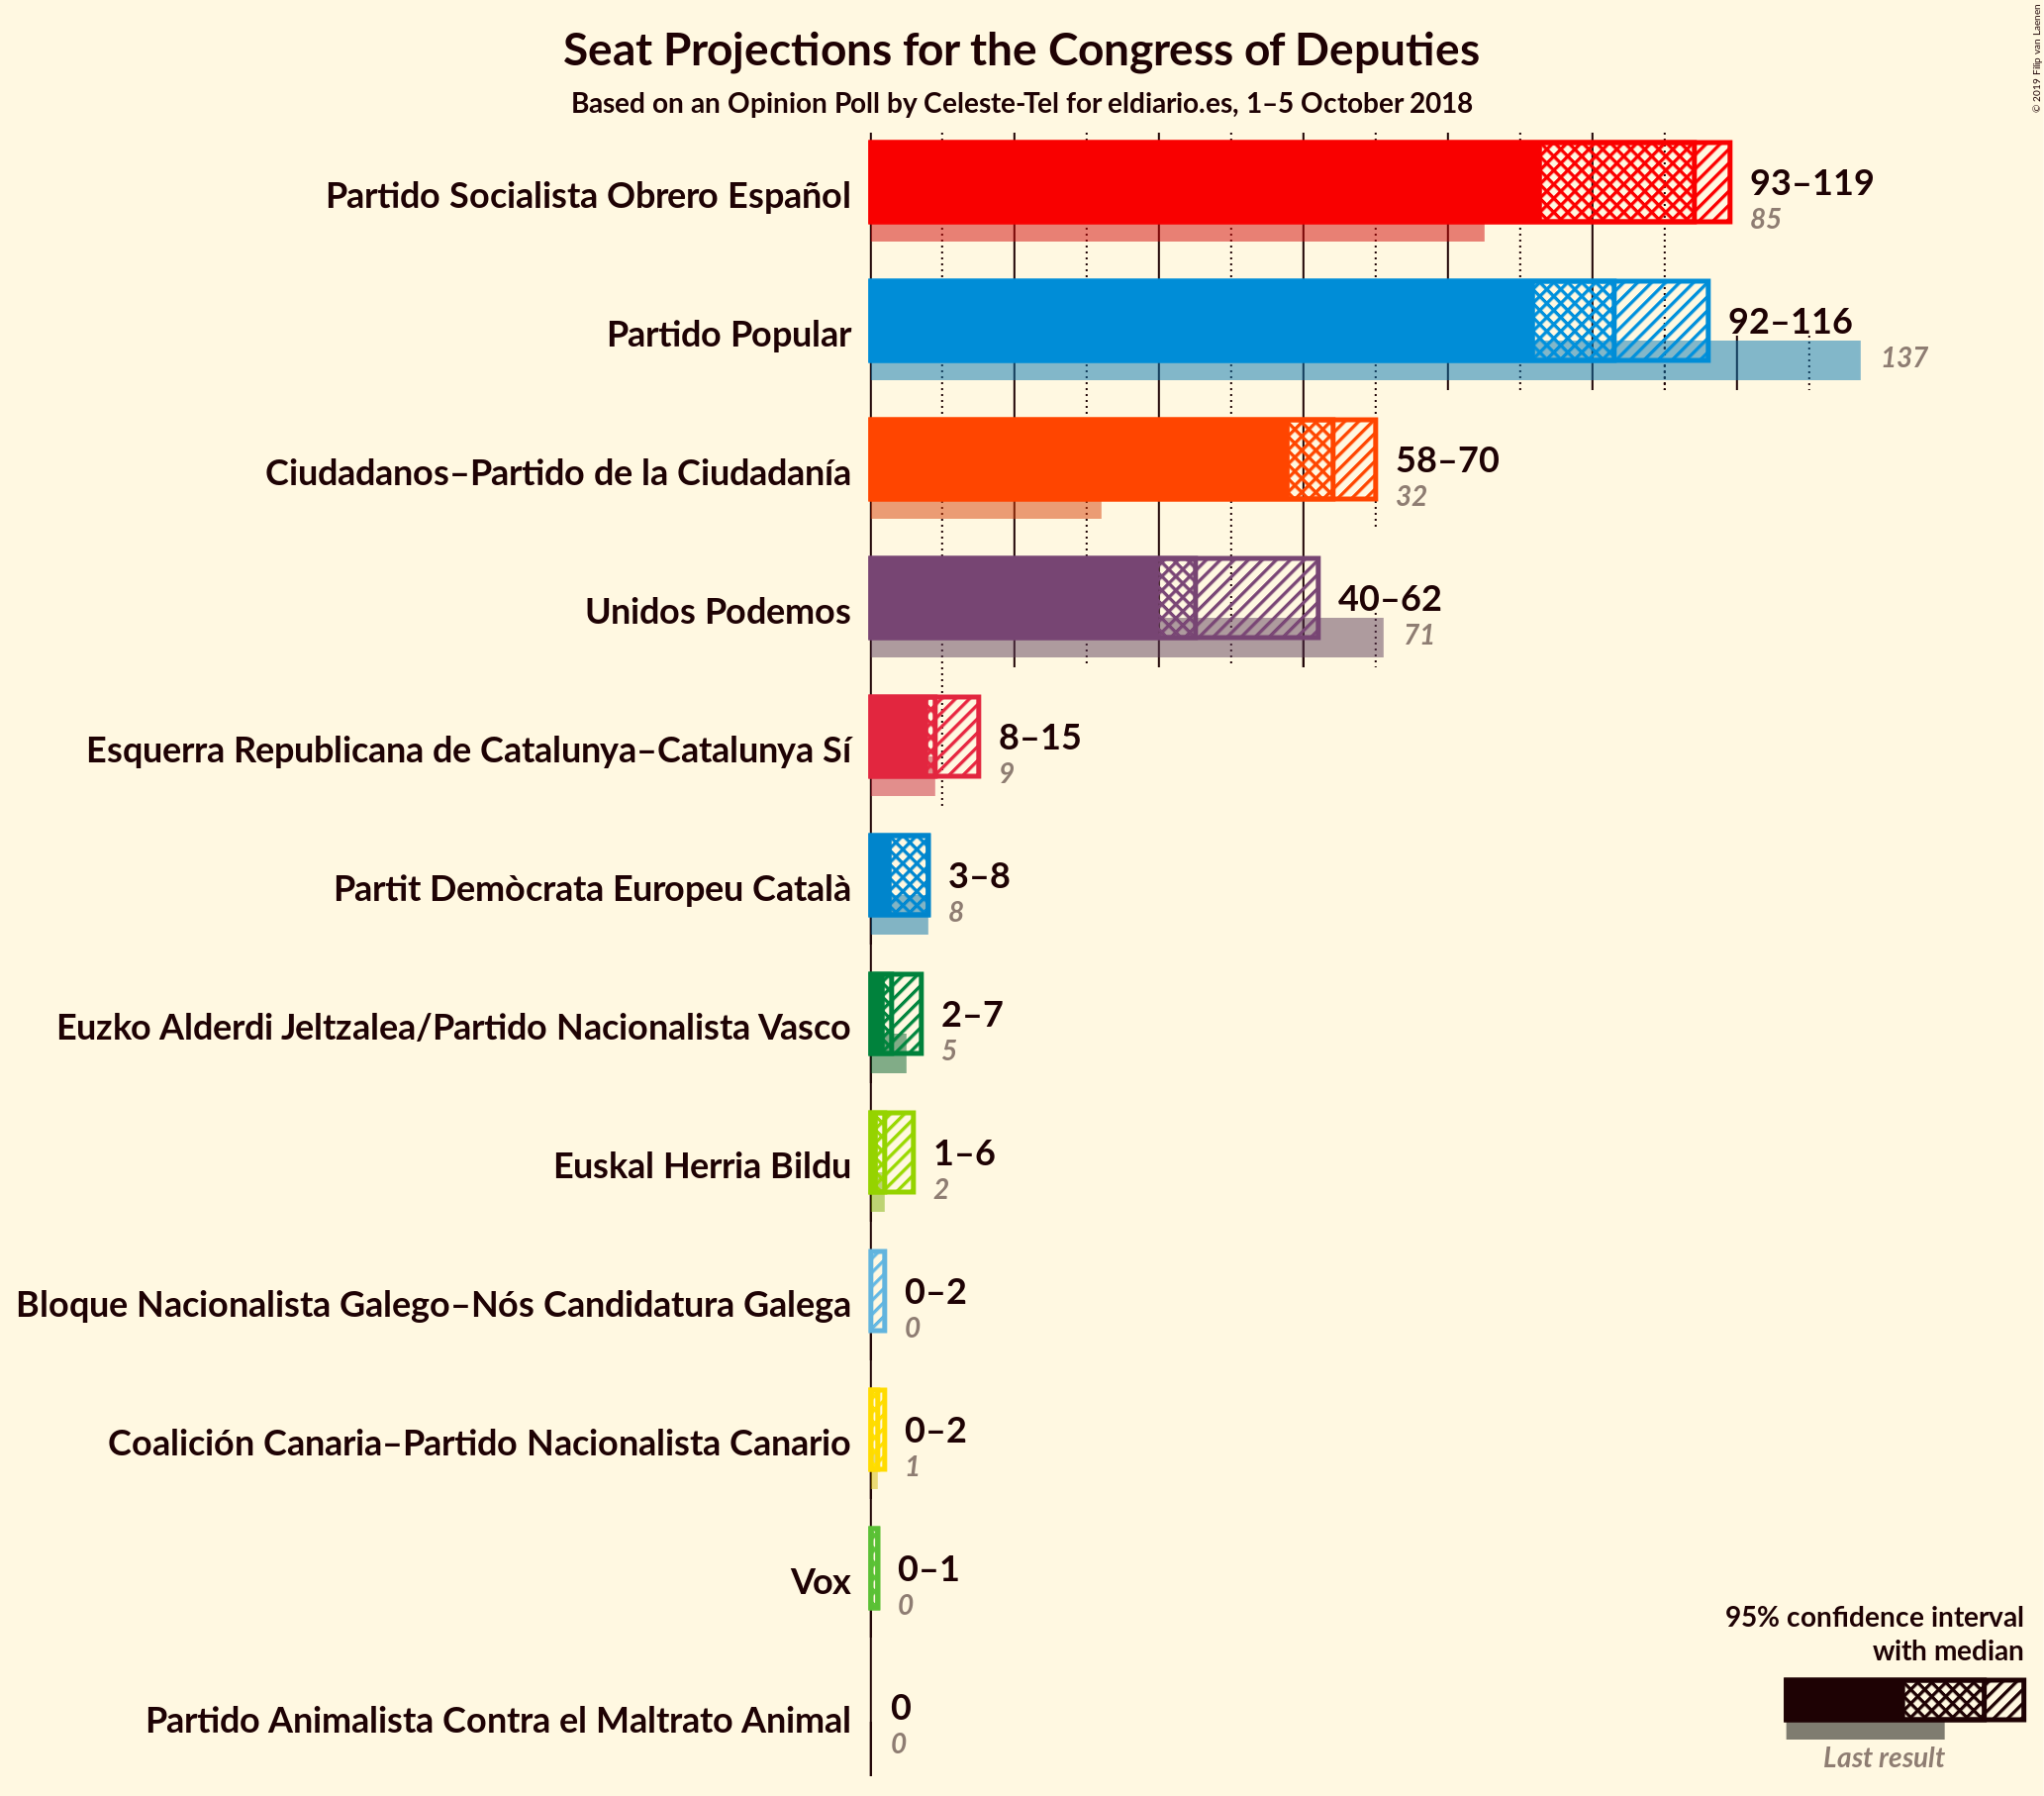 Seat Projections for the Congress of Deputies
Based on an Opinion Poll by Celeste-Tel for eldiario.es, 1–5 October 2018
© 2019 Filip van Laenen
Partido Socialista Obrero Español
93–119
85
Partido Popular
92–116
137
Ciudadanos–Partido de la Ciudadanía
58–70
32
Unidos Podemos
40–62
71
Esquerra Republicana de Catalunya–Catalunya Sí
8–15
9
Partit Demòcrata Europeu Català
3–8
8
Euzko Alderdi Jeltzalea/Partido Nacionalista Vasco
2–7
5
Euskal Herria Bildu
1–6
2
Bloque Nacionalista Galego–Nós Candidatura Galega
0–2
0
Coalición Canaria–Partido Nacionalista Canario
0–2
1
Vox
0–1
0
Partido Animalista Contra el Maltrato Animal
0
0
95% confidence interval
with median
Last result